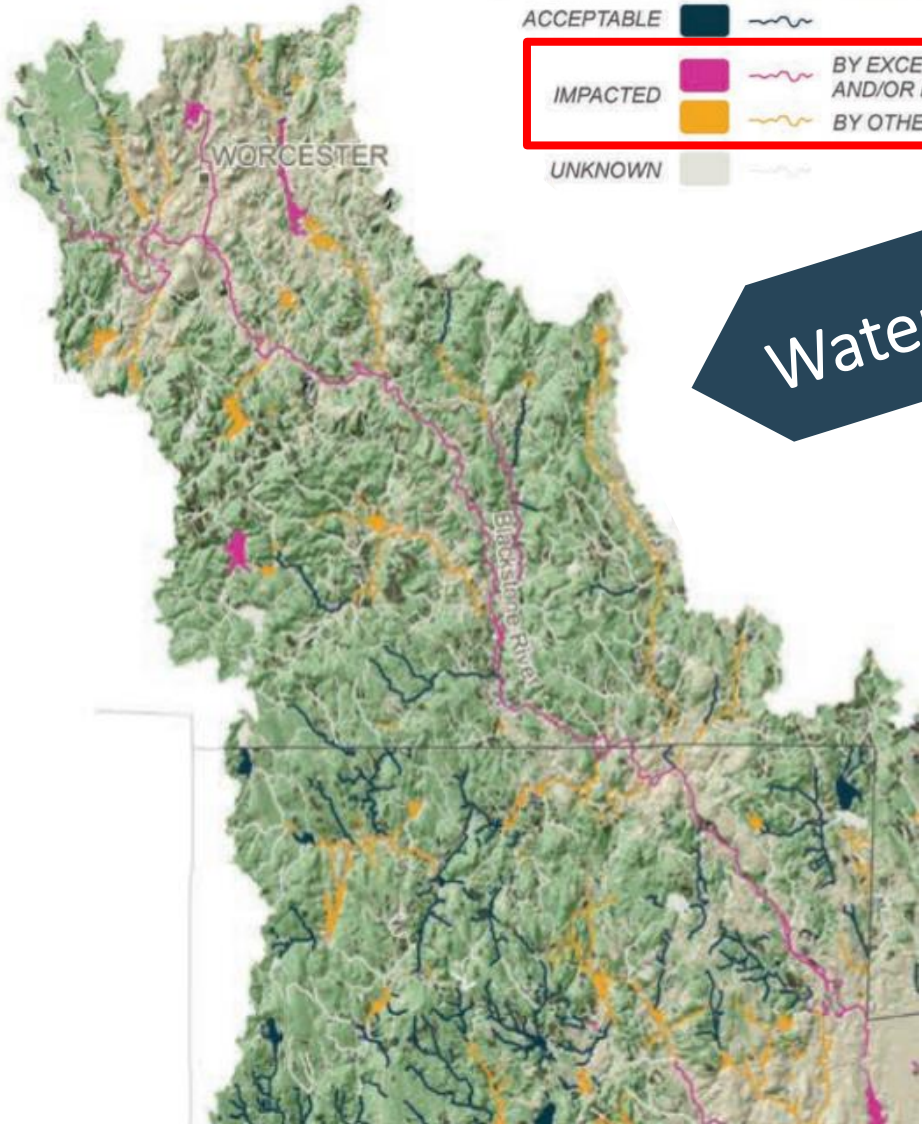 ACCEPTABLE
IMPACTED
BY EXCE
AND/OR
BY OTHE
UNKNOWN
WORCESTER
Wate
Blackstone River